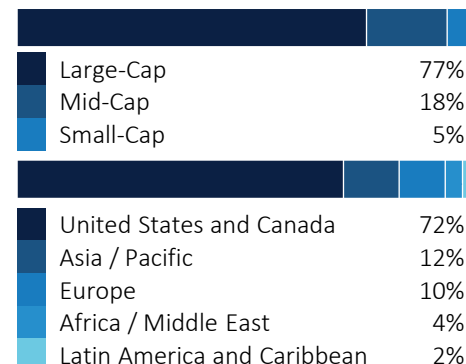 Large-Cap 77%
Mid-Cap 18%
Small-Cap 5%
United States and Canada 72%
Asia / Pacific 12%
Europe 10%
Africa / Middle East 4%
Latin America and Caribbean 2%